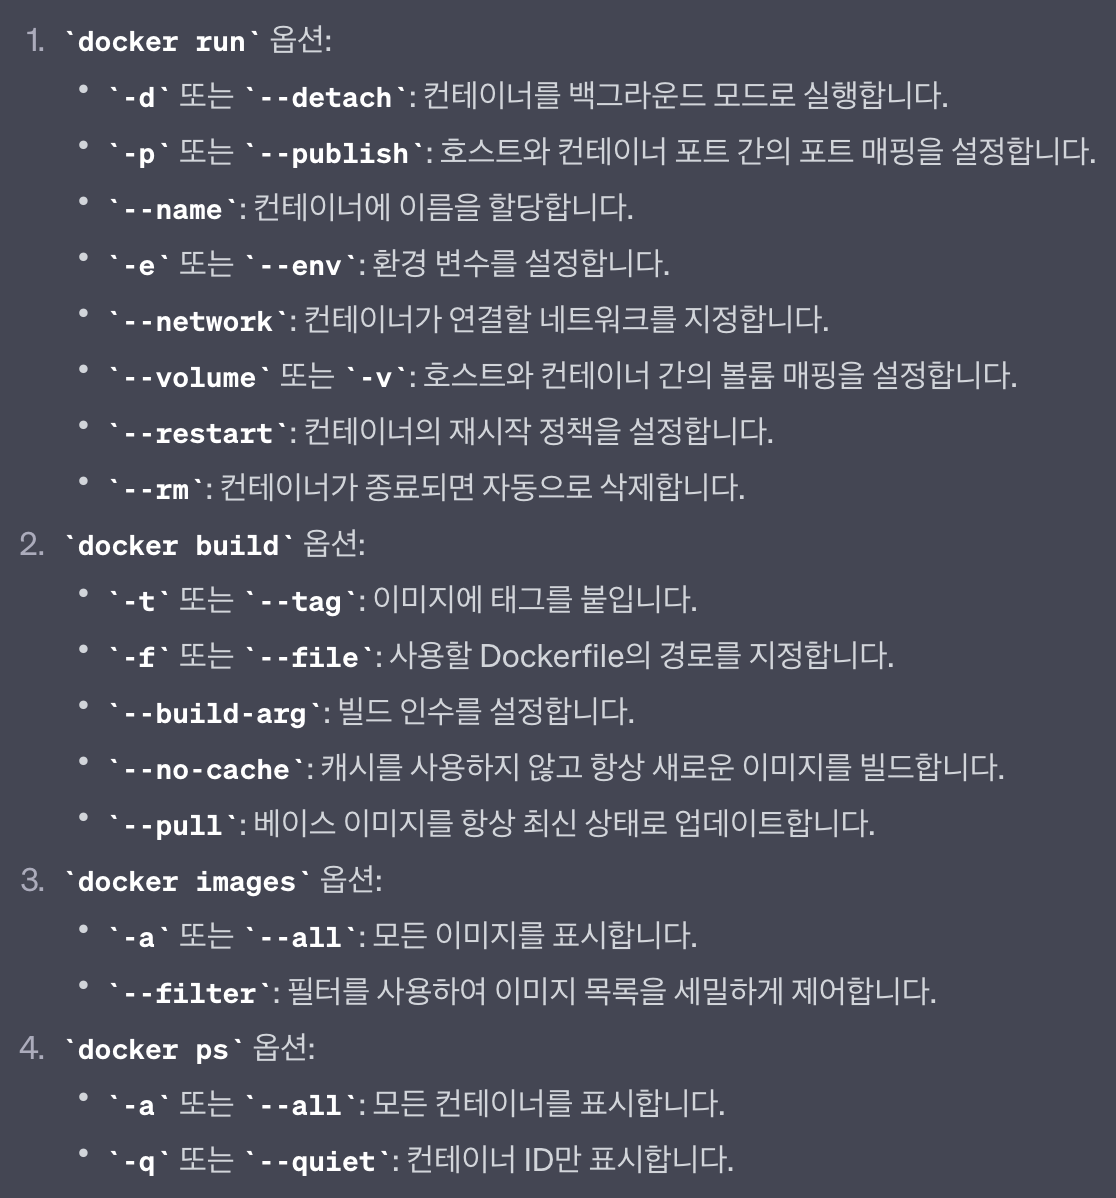 1. `docker run` 옵션:
• `-d` 또는 `--detach`: 컨테이너를 백그라운드 모드로 실행합니다.
• `-p` 또는 `--publish`: 호스트와 컨테이너 포트 간의 포트 매핑을 설정합니다.
• `--name`: 컨테이너에 이름을 할당합니다.
• `-e` 또는 `--env`: 환경 변수를 설정합니다.
• `--network`: 컨테이너가 연결할 네트워크를 지정합니다.
• `--volume` 또는 `-v`: 호스트와 컨테이너 간의 볼륨 매핑을 설정합니다.
• `--restart`: 컨테이너의 재시작 정책을 설정합니다.
• `--rm`: 컨테이너가 종료되면 자동으로 삭제합니다.
2. `docker build` 옵션:
• `-t` 또는 `--tag`: 이미지에 태그를 붙입니다.
• `-f` 또는 `--file`: 사용할 Dockerfile의 경로를 지정합니다.
• `--build-arg`: 빌드 인수를 설정합니다.
• `--no-cache`: 캐시를 사용하지 않고 항상 새로운 이미지를 빌드합니다.
• `--pull`: 베이스 이미지를 항상 최신 상태로 업데이트합니다.
3. `docker images` 옵션:
• `-a` 또는 `--all`: 모든 이미지를 표시합니다.
• `--filter`: 필터를 사용하여 이미지 목록을 세밀하게 제어합니다.
4. `docker ps` 옵션:
• `-a` 또는 `--all`: 모든 컨테이너를 표시합니다.
• `-q` 또는 `--quiet`: 컨테이너 ID만 표시합니다.